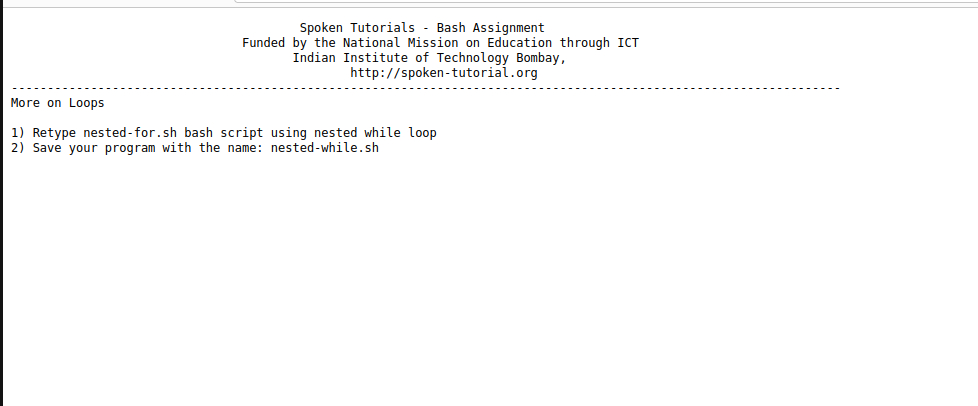 Spoken Tutorials - Bash Assignment
Funded by the National Mission on Education through ICT
Indian Institute of Technology Bombay,
http://spoken-tutorial.org
-------------------------------------------------------------------------------------------------------------------
More on Loops
1) Retype nested-for.sh bash script using nested while loop
2) Save your program with the name: nested-while.sh